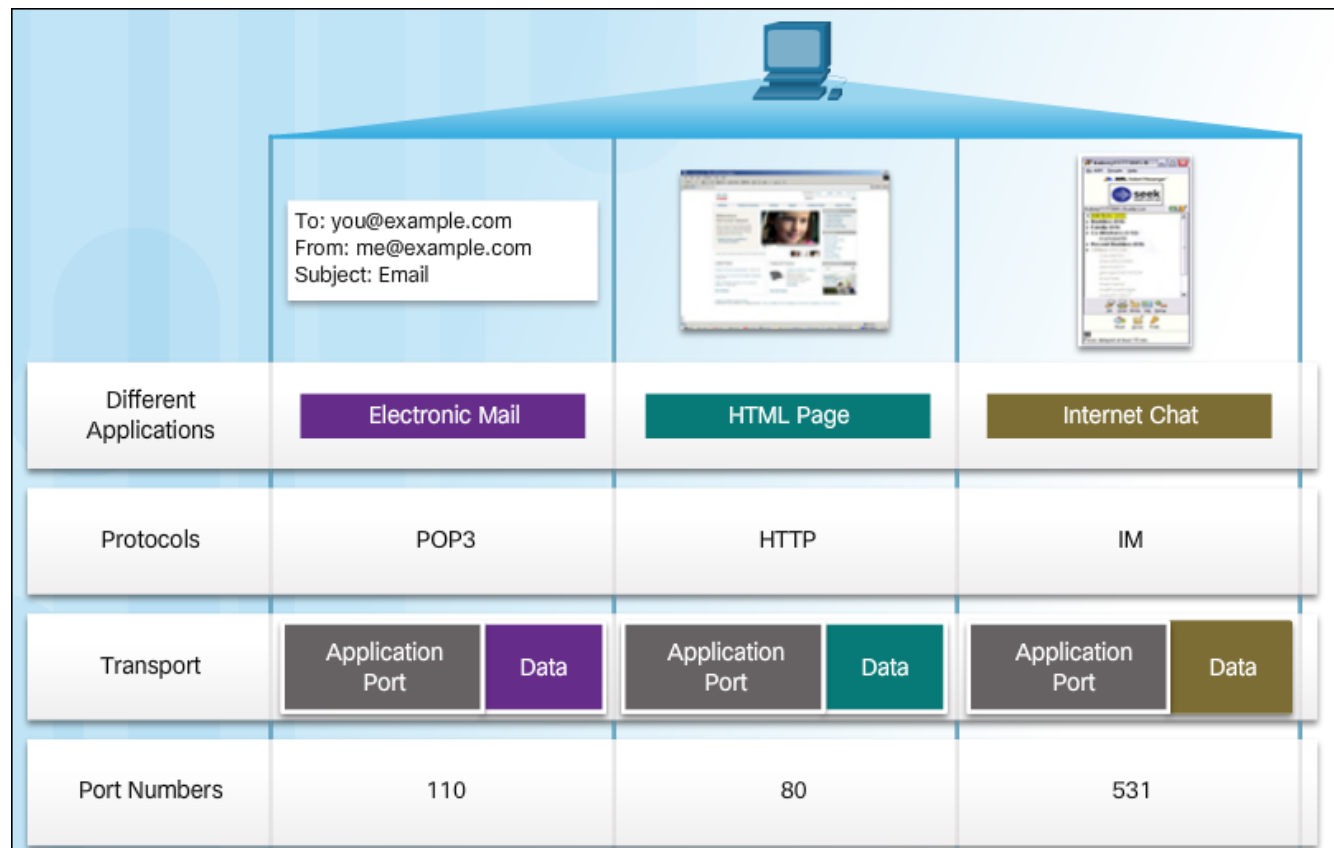 To: you@example.com
From: me@example.com
Subject: Email
seek
Different
Applications
Electronic Mail
HTML Page
Internet Chat
Protocols
POP3
HTTP
IM
Transport
Application
Port
Data
Application
Port
Data
Application
Port
Data
Port Numbers
110
80
531